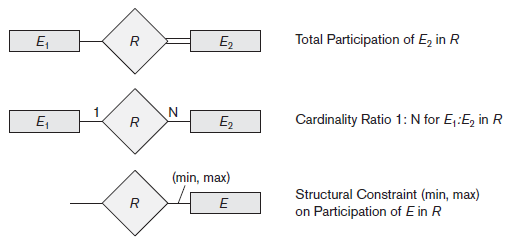 E₁ R E₂ Total Participation of E₂ in R
1 N
E₁ R E₂ Cardinality Ratio 1: N for E₁:E₂ in R
(min, max)
R E Structural Constraint (min, max)
on Participation of E in R